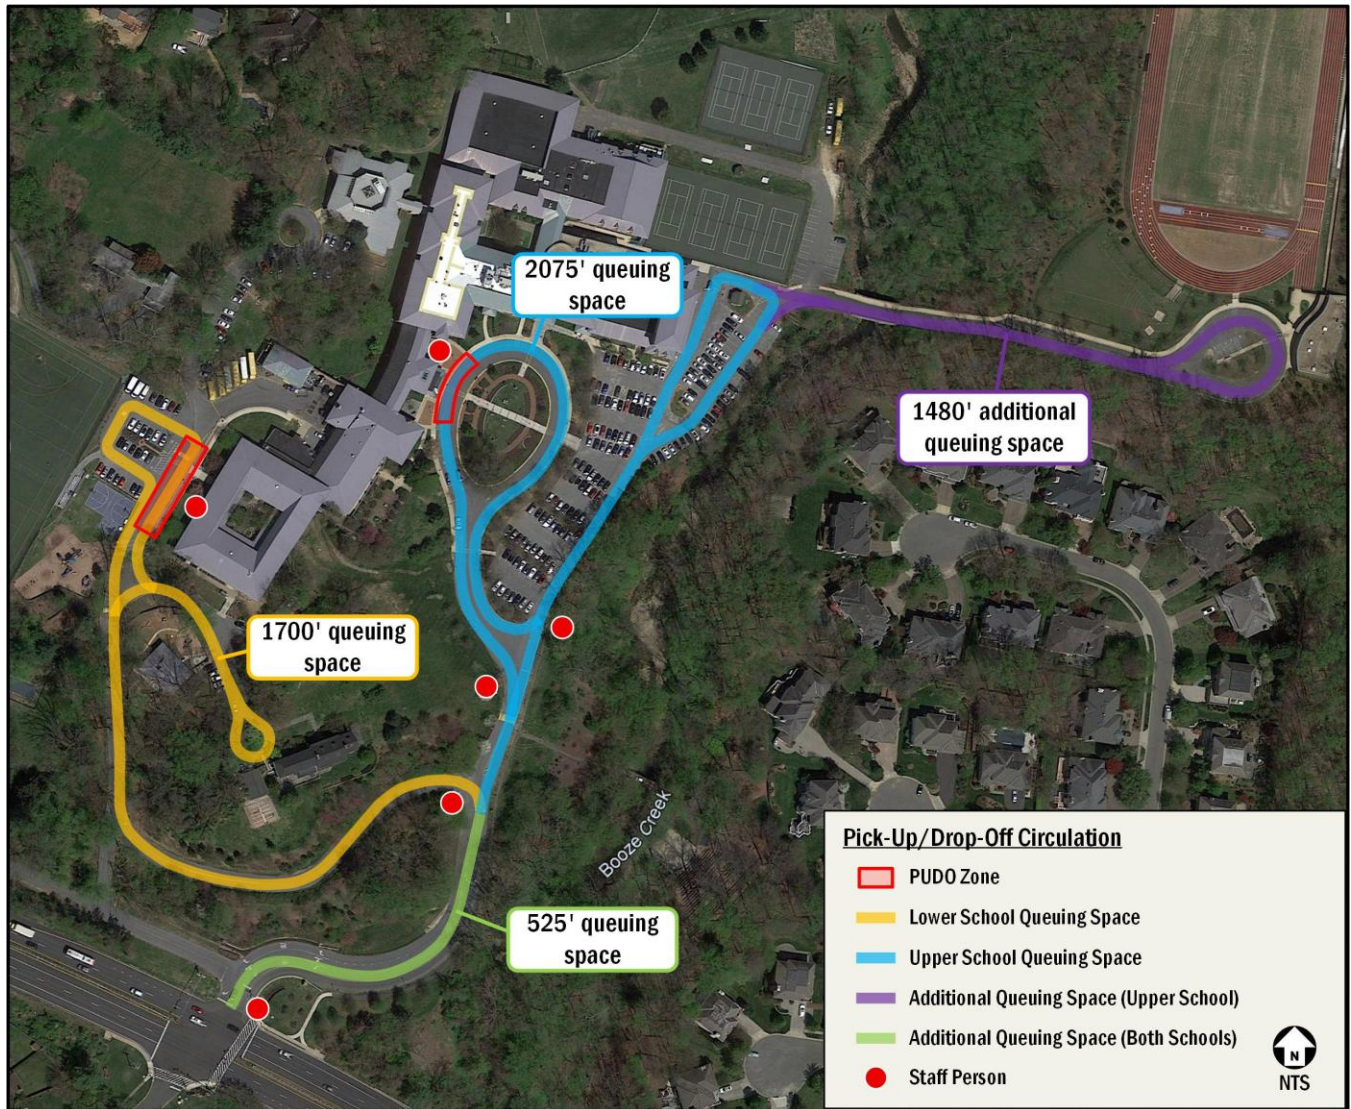 2075' queuing
space
1480' additional
queuing space
1700' queuing
space
525' queuing
space
Booze Creek
Pick-Up/Drop-Off Circulation
PUDO Zone
Lower School Queuing Space
Upper School Queuing Space
Additional Queuing Space (Upper School)
Additional Queuing Space (Both Schools)
Staff Person
N
NTS